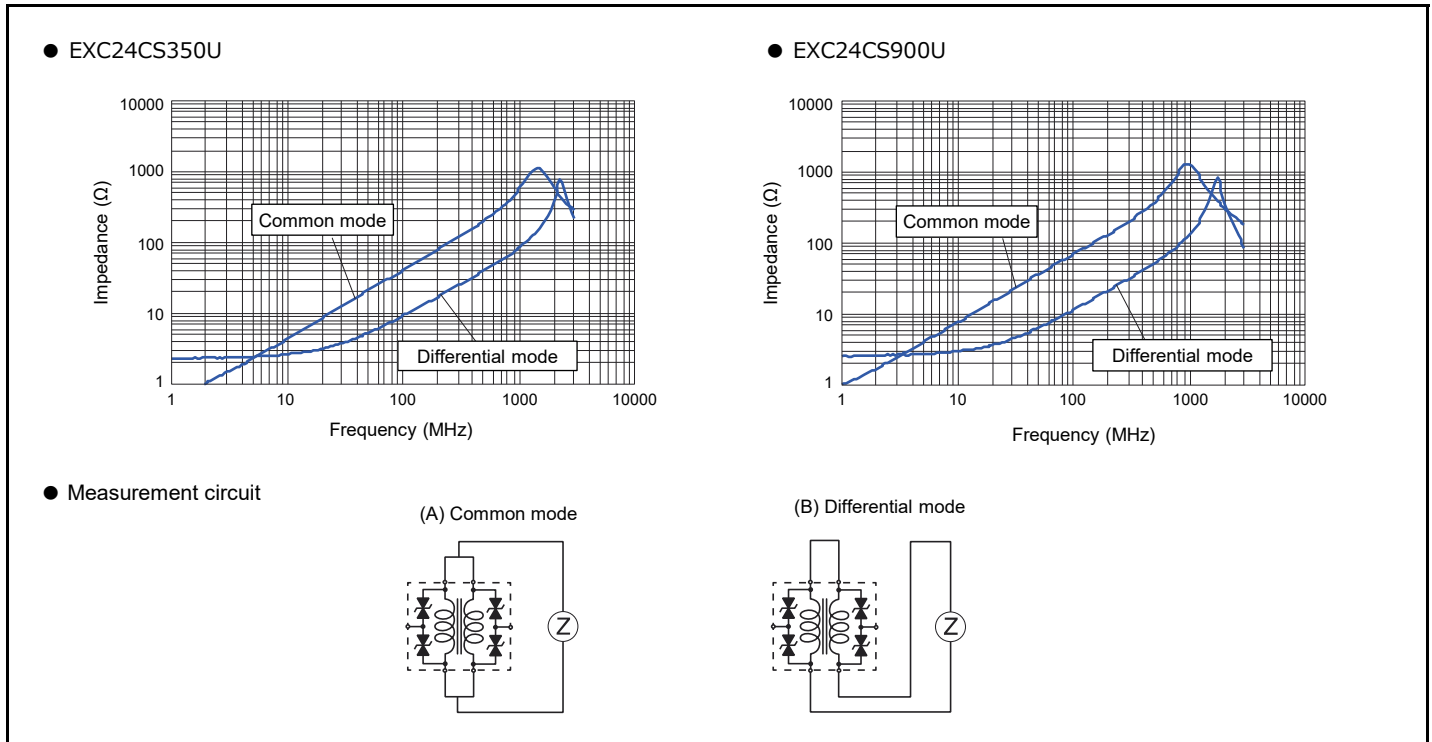 ● EXC24CS350U
10000
1000
100
10
1
Impedance (Ω)
Common mode
Differential mode
1 10 100 1000 10000
Frequency (MHz)
● EXC24CS900U
10000
1000
100
10
1
Impedance (Ω)
Common mode
Differential mode
1 10 100 1000 10000
Frequency (MHz)
● Measurement circuit
(A) Common mode
Z
(B) Differential mode
Z